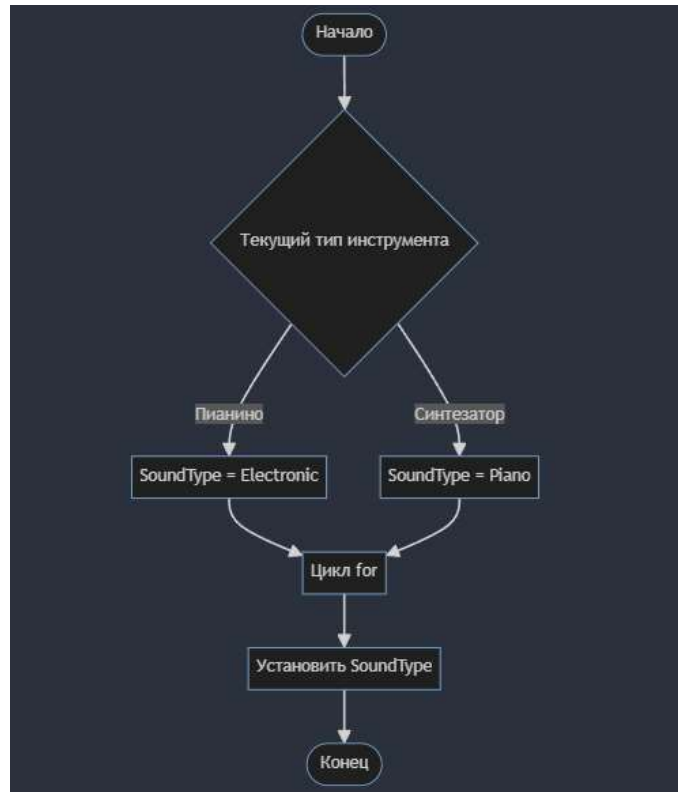 Начало
Текущий тип инструмента
Пианино
Синтезатор
SoundType = Electronic
SoundType = Piano
Цикл for
Установить SoundType
Конец